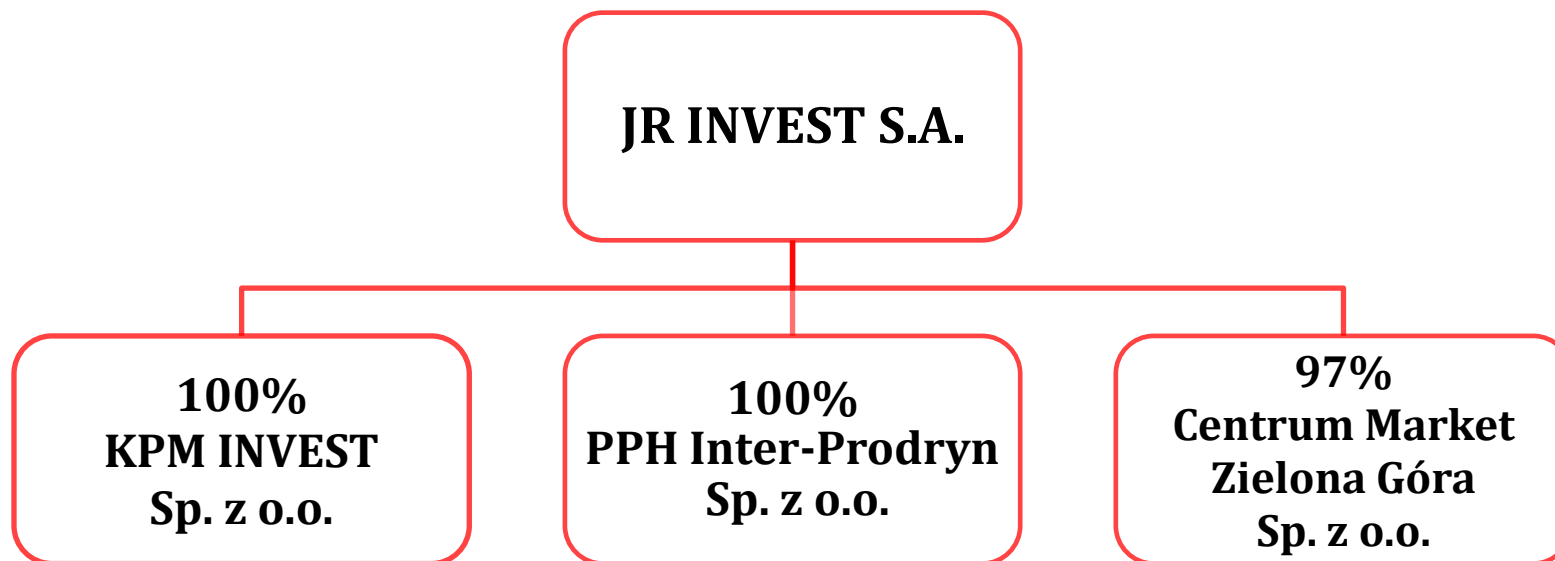 JR INVEST S.A.
100%
KPM INVEST
Sp. z o.o.
100%
PPH Inter-Prodryn
Sp. z o.o.
97%
Centrum Market
Zielona Góra
Sp. z o.o.